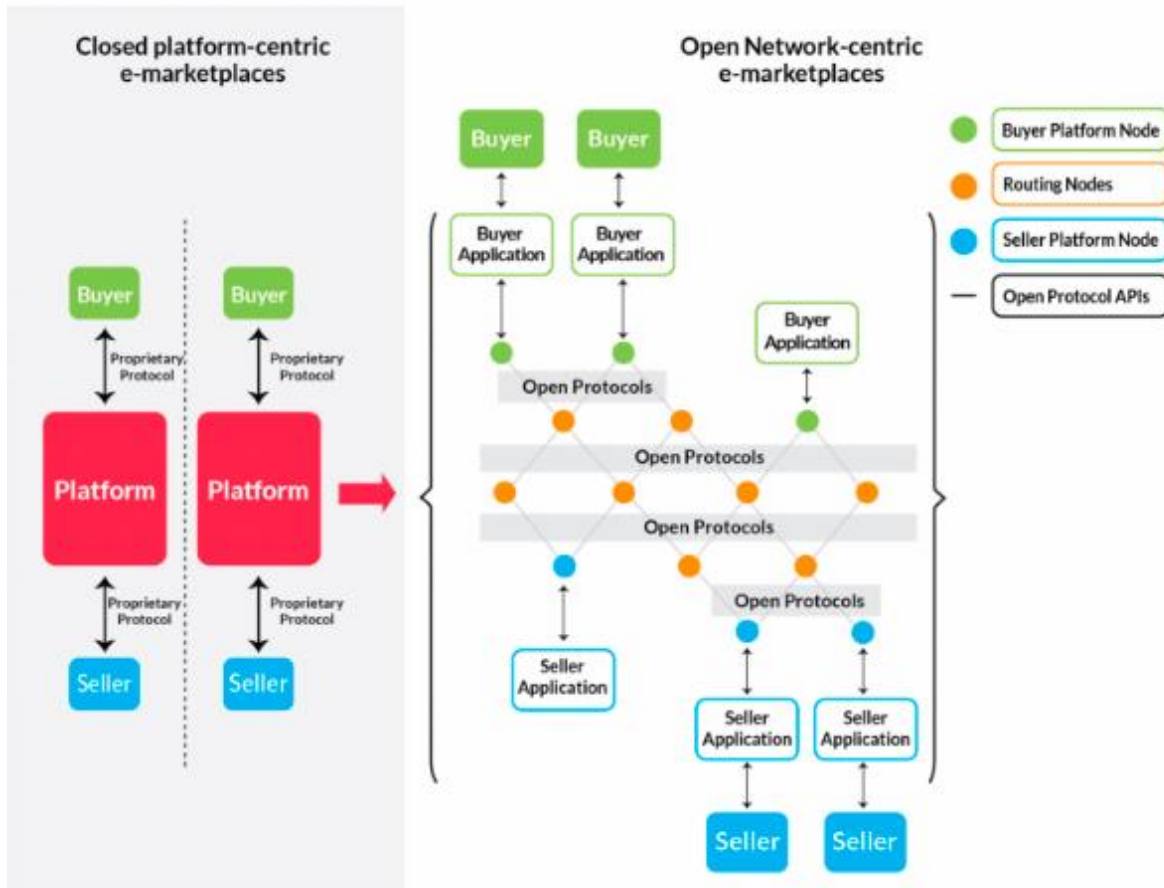 Closed platform-centric
e-marketplaces
Buyer
Buyer
Proprietary
Protocol
Proprietary
Protocol
Platform
Platform
Proprietary
Protocol
Proprietary
Protocol
Seller
Seller
Open Network-centric
e-marketplaces
Buyer
Buyer
Buyer
Application
Buyer
Application
Buyer
Application
Open Protocols
Open Protocols
Open Protocols
Open Protocols
Seller
Application
Seller
Application
Seller
Application
Seller
Seller
Buyer Platform Node
Routing Nodes
Seller Platform Node
Open Protocol APIs